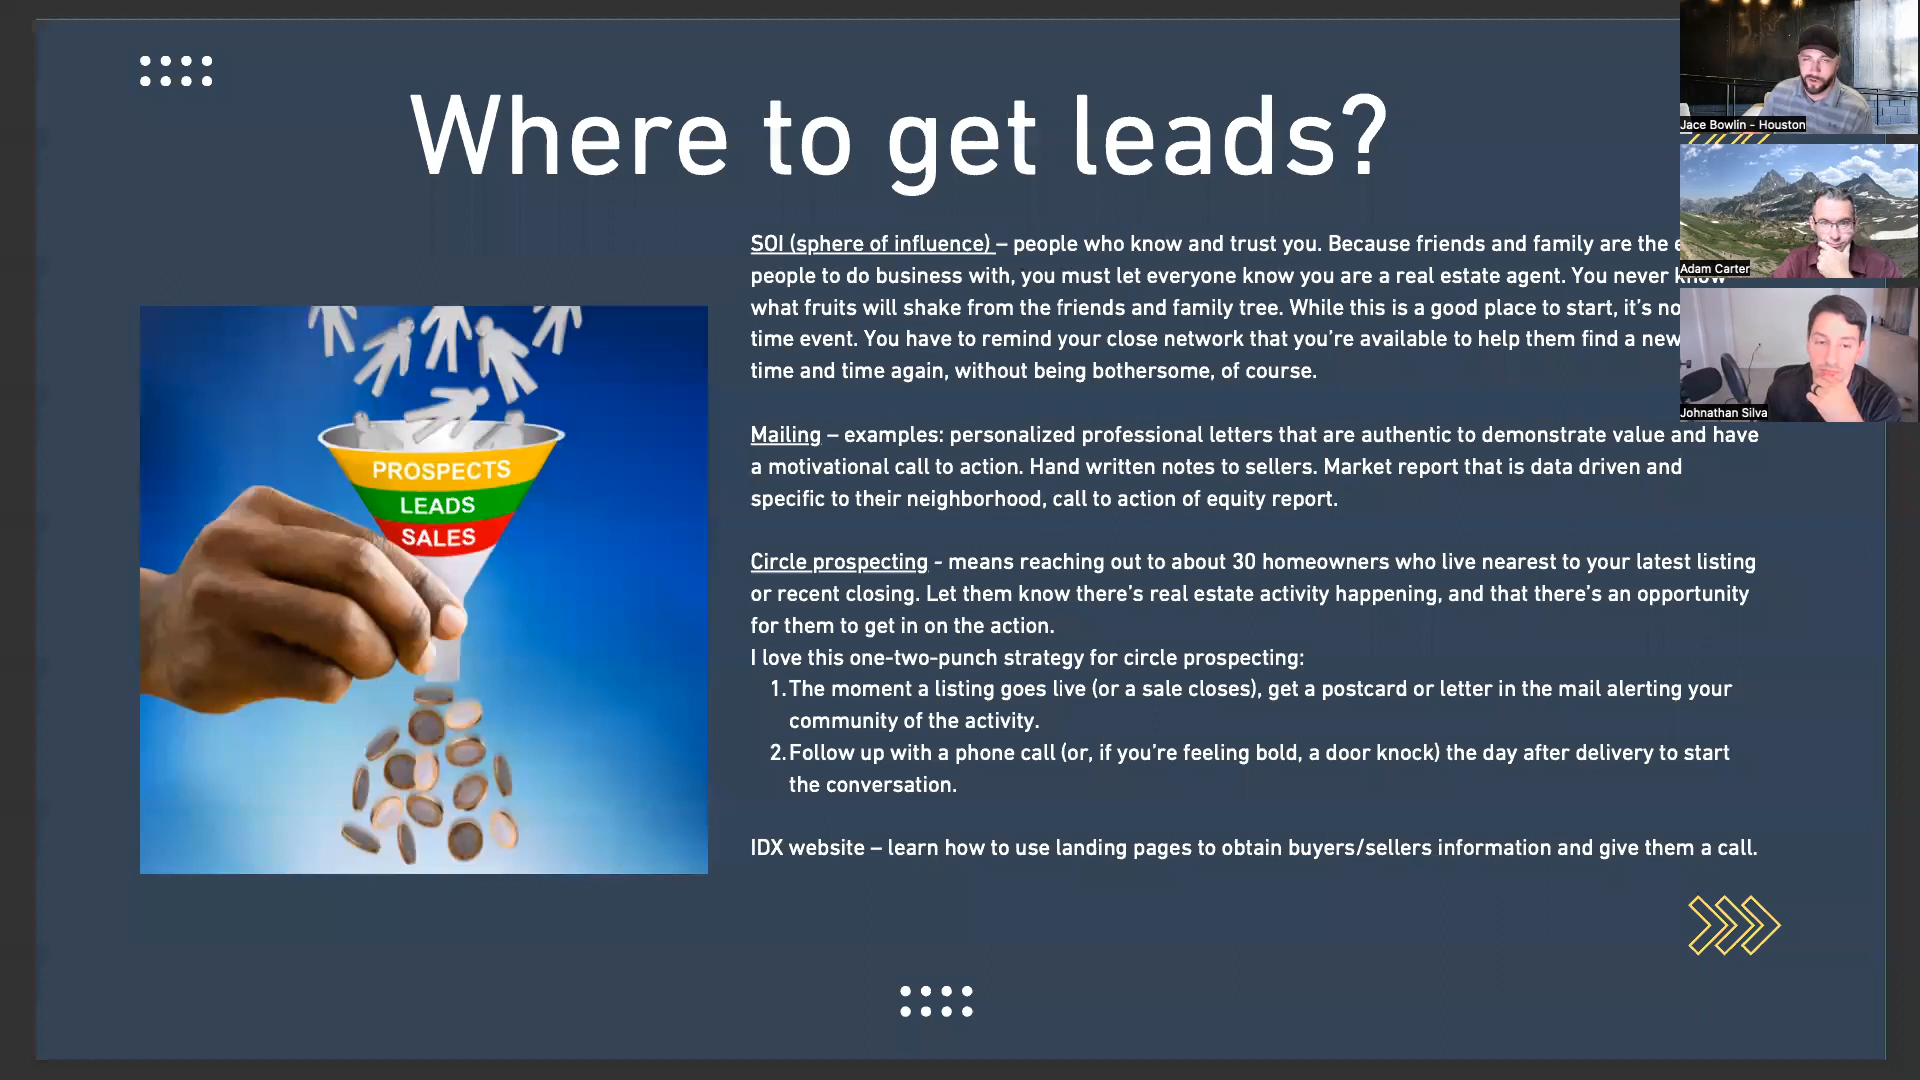 Where to get leads?
SOI (sphere of influence) – people who know and trust you. Because friends and family are the
people to do business with, you must let everyone know you are a real estate agent. You never know
what fruits will shake from the friends and family tree. While this is a good place to start, it's
time event. You have to remind your close network that you're available to help them find a new
time and time again, without being bothersome, of course.
Mailing – examples: personalized professional letters that are authentic to demonstrate value and have
a motivational call to action. Hand written notes to sellers. Market report that is data driven and
specific to their neighborhood, call to action of equity report.
Circle prospecting - means reaching out to about 30 homeowners who live nearest to your latest listing
or recent closing. Let them know there's real estate activity happening, and that there's an opportunity
for them to get in on the action.
I love this one-two-punch strategy for circle prospecting:
1. The moment a listing goes live (or a sale closes), get a postcard or letter in the mail alerting your
community of the activity.
2. Follow up with a phone call (or, if you're feeling bold, a door knock) the day after delivery to start
the conversation.
IDX website – learn how to use landing pages to obtain buyers/sellers information and give them a call.
PROSPECTS
LEADS
SALES
Jace Bowlin - Houston
Adam Carter
Johnathan Silva